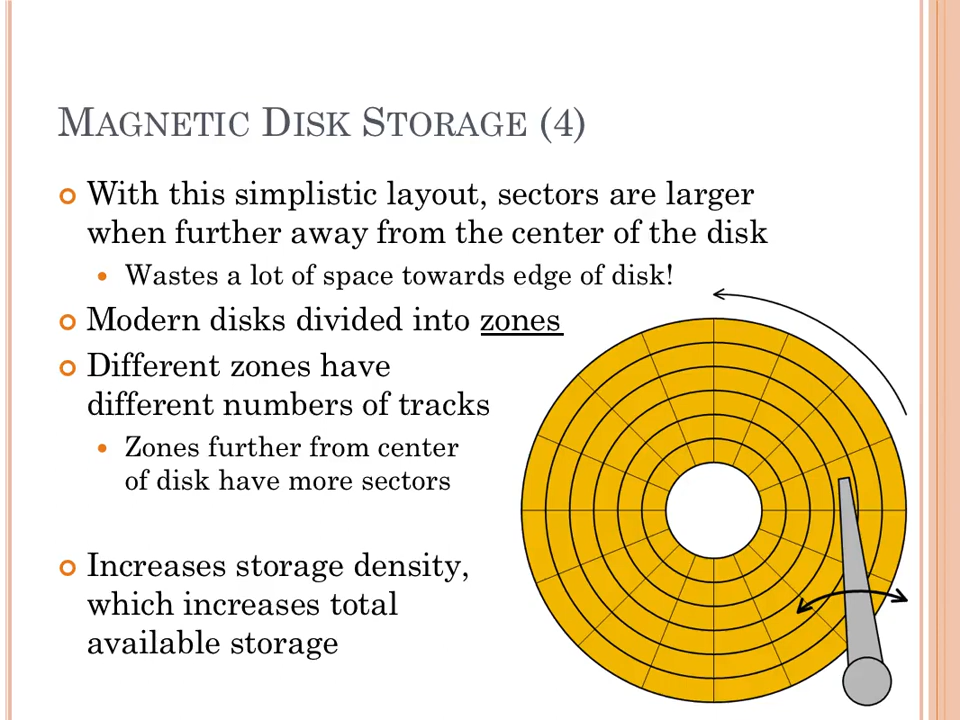 MAGNETIC DISK STORAGE (4)
With this simplistic layout, sectors are larger
when further away from the center of the disk
Wastes a lot of space towards edge of disk!
Modern disks divided into zones
Different zones have
different numbers of tracks
Zones further from center
of disk have more sectors
Increases storage density,
which increases total
available storage